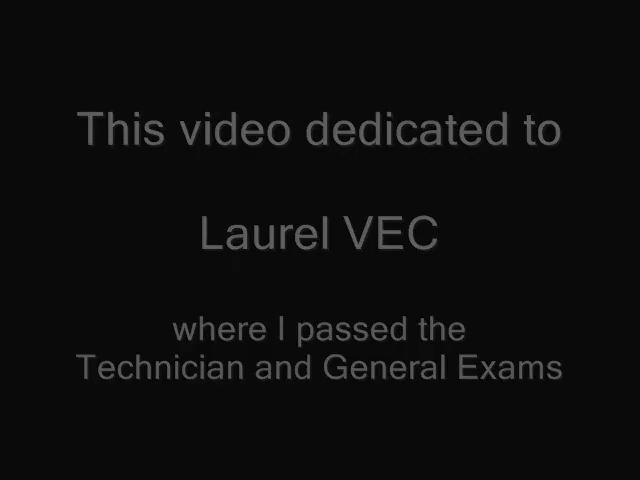 This video dedicated to
Laurel VEC
where I passed the
Technician and General Exams